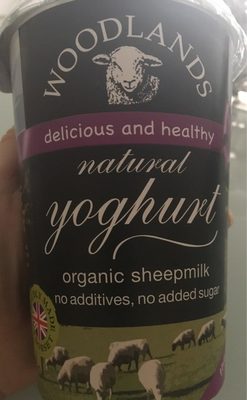 WOODLANDS
delicious and healthy
natural
yoghurt
organic sheepmilk
no additives, no added sugar